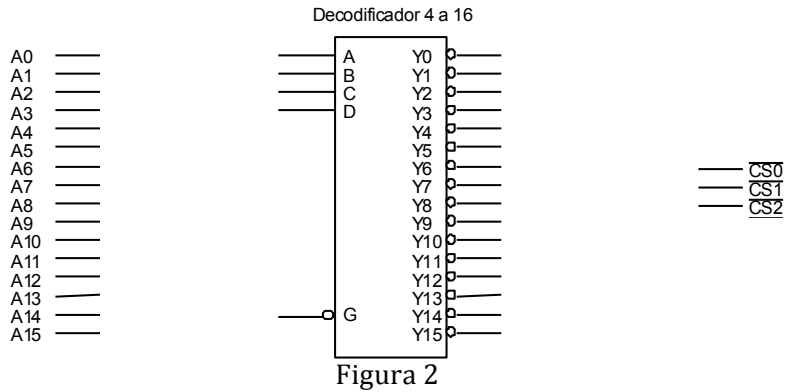 Decodificador 4 a 16
A0
A1
A2
A3
A4
A5
A6
A7
A8
A9
A10
A11
A12
A13
A14
A15
A
B
C
D
G
Y0
Y1
Y2
Y3
Y4
Y5
Y6
Y7
Y8
Y9
Y10
Y11
Y12
Y13
Y14
Y15
CS0
CS1
CS2
Figura 2